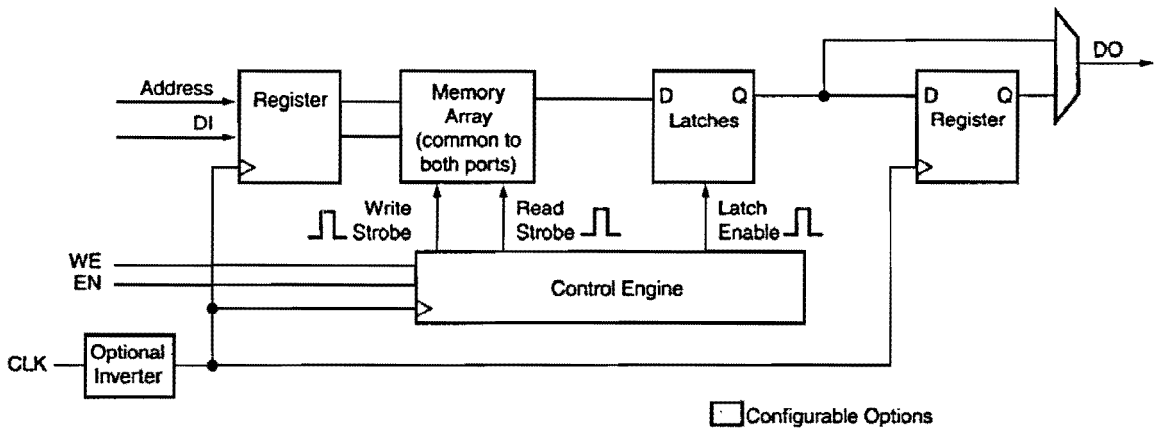 Address
DI
Register
Memory
Array
(common to
both ports)
D Q
Latches
D Q
Register
DO
Write
Strobe
Read
Strobe
Latch
Enable
WE
EN
Control Engine
CLK
Optional
Inverter
Configurable Options